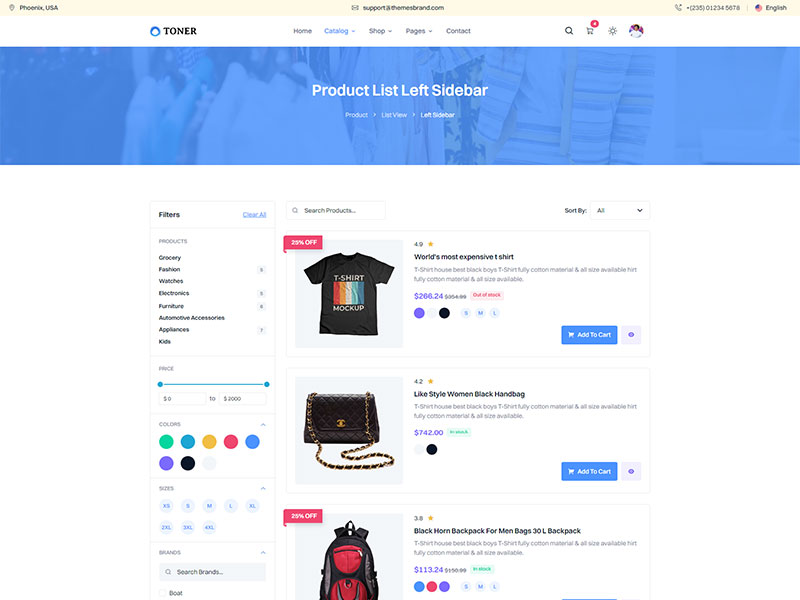 Phoenix, USA
support@themesbrand.com
+(235) 01234 5678
English
TONER
Home
Catalog
Shop
Pages
Contact
4
Product List Left Sidebar
Product
List View
Left Sidebar
Filters
Clear All
PRODUCTS
Grocery
Fashion
5
Watches
Electronics
5
Furniture
6
Automotive Accessories
Appliances
7
Kids
PRICE
$ 0
to
$ 2000
COLORS
SIZES
XS
S
M
L
XL
2XL
3XL
4XL
BRANDS
Search Brands...
Boat
Search Products...
Sort By:
All
25% OFF
T-SHIRT
MOCKUP
4.9
World's most expensive t shirt
T-Shirt house best black boys T-Shirt fully cotton material & all size available hirt
fully cotton material & all size available.
$266.24 $354.99 Out of stock
S
M
L
Add To Cart
4.2
Like Style Women Black Handbag
T-Shirt house best black boys T-Shirt fully cotton material & all size available hirt
fully cotton material & all size available.
$742.00 In stock
Add To Cart
25% OFF
3.8
Black Horn Backpack For Men Bags 30 L Backpack
T-Shirt house best black boys T-Shirt fully cotton material & all size available hirt
fully cotton material & all size available.
$113.24 $150.99 In stock
S
M
L